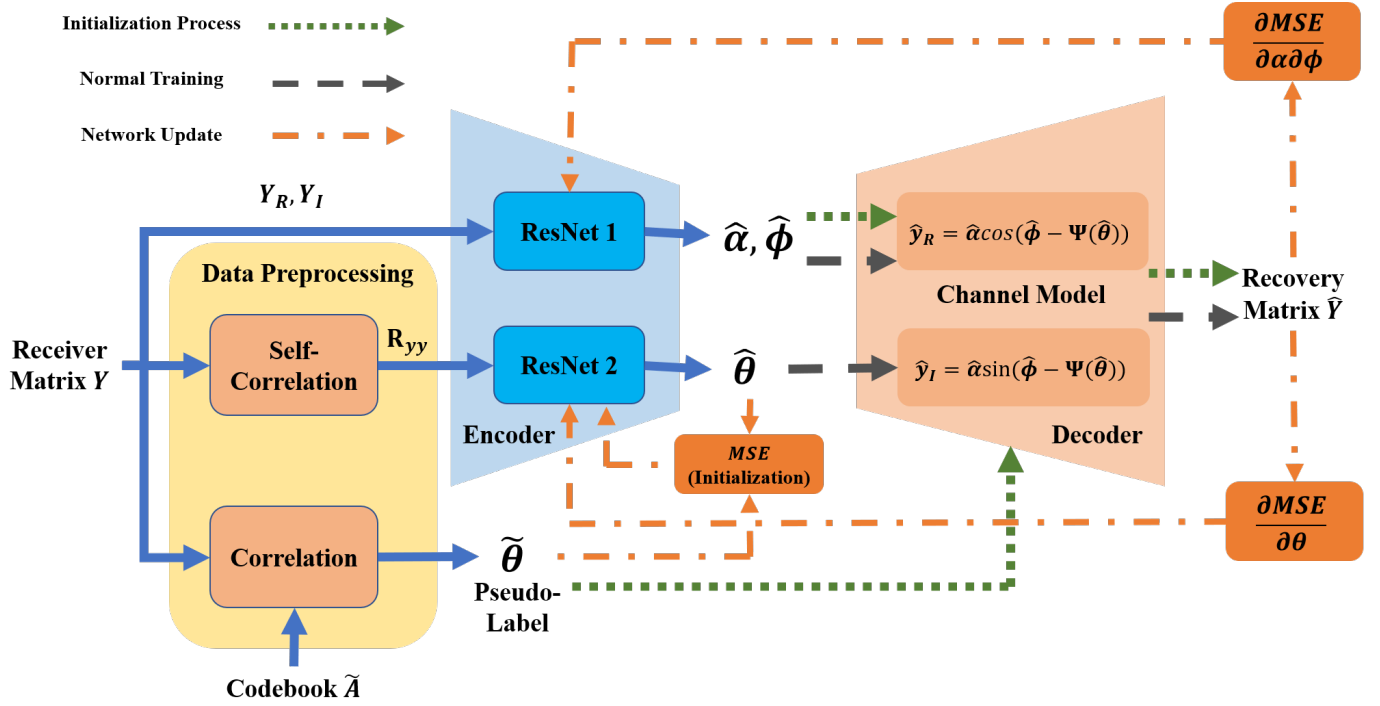 Initialization Process
Normal Training
Network Update
∂MSE
∂α∂ϕ
Y_R, Y_I
ResNet 1
α̂, ϕ̂
ŷ_R = α̂cos(ϕ̂ − Ψ(θ̂))
Data Preprocessing
Channel Model
Recovery
Matrix Ŷ
Receiver
Matrix Y
Self-
Correlation
R_yy
ResNet 2
θ̂
ŷ_I = α̂sin(ϕ̂ − Ψ(θ̂))
Encoder
Decoder
MSE
(Initialization)
∂MSE
∂θ
Correlation
θ̃
Pseudo-
Label
Codebook Ã